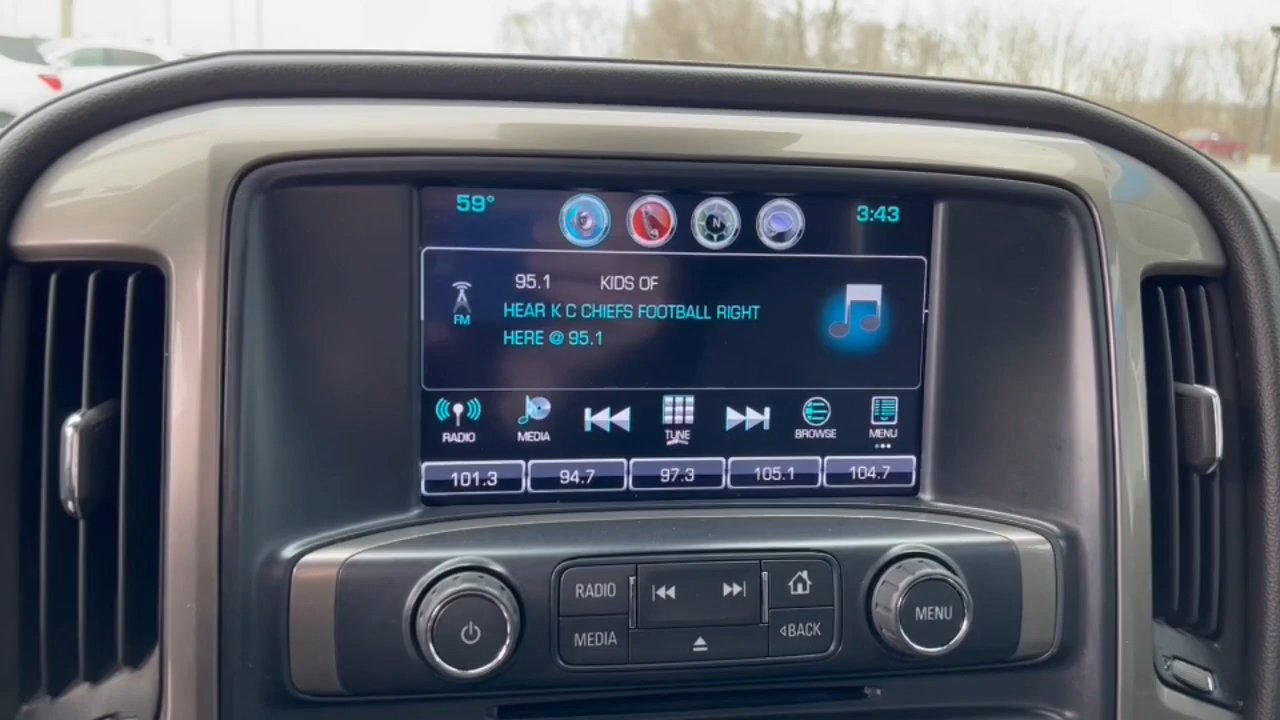 59°
N
3:43
95.1 KIDS OF
HEAR K C CHIEFS FOOTBALL RIGHT
HERE @ 95.1
FM
RADIO
MEDIA
TUNE
BROWSE
MENU
101.3
94.7
97.3
105.1
104.7
RADIO
MEDIA
BACK
MENU